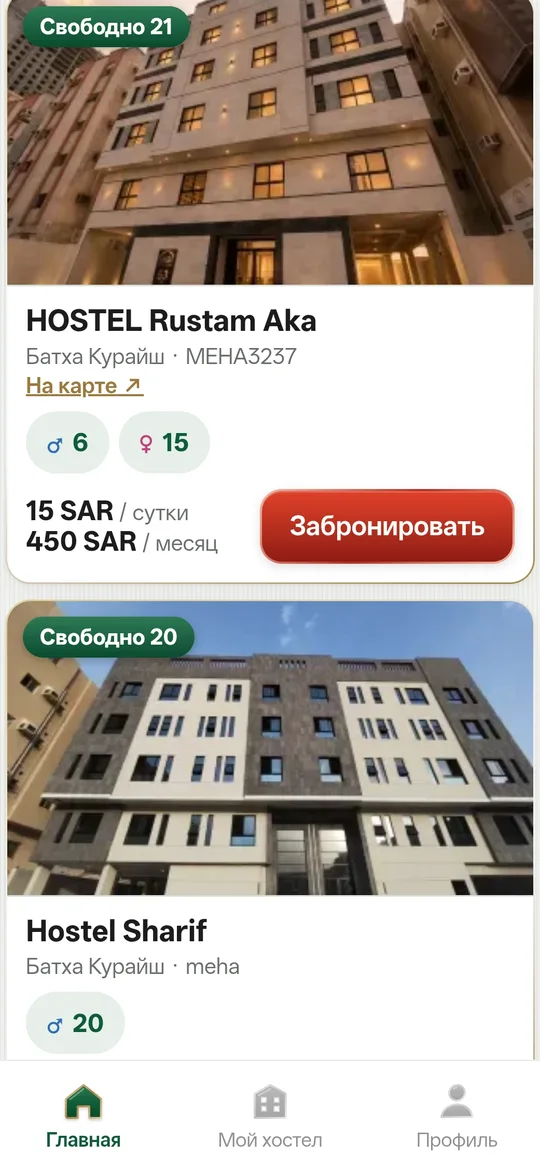 Свободно 21
HOSTEL Rustam Aka
Батха Курайш · MEHA3237
На карте ↗
♂ 6 ♀ 15
15 SAR / сутки
450 SAR / месяц
Забронировать
Свободно 20
Hostel Sharif
Батха Курайш · meha
♂ 20
Главная Мой хостел Профиль